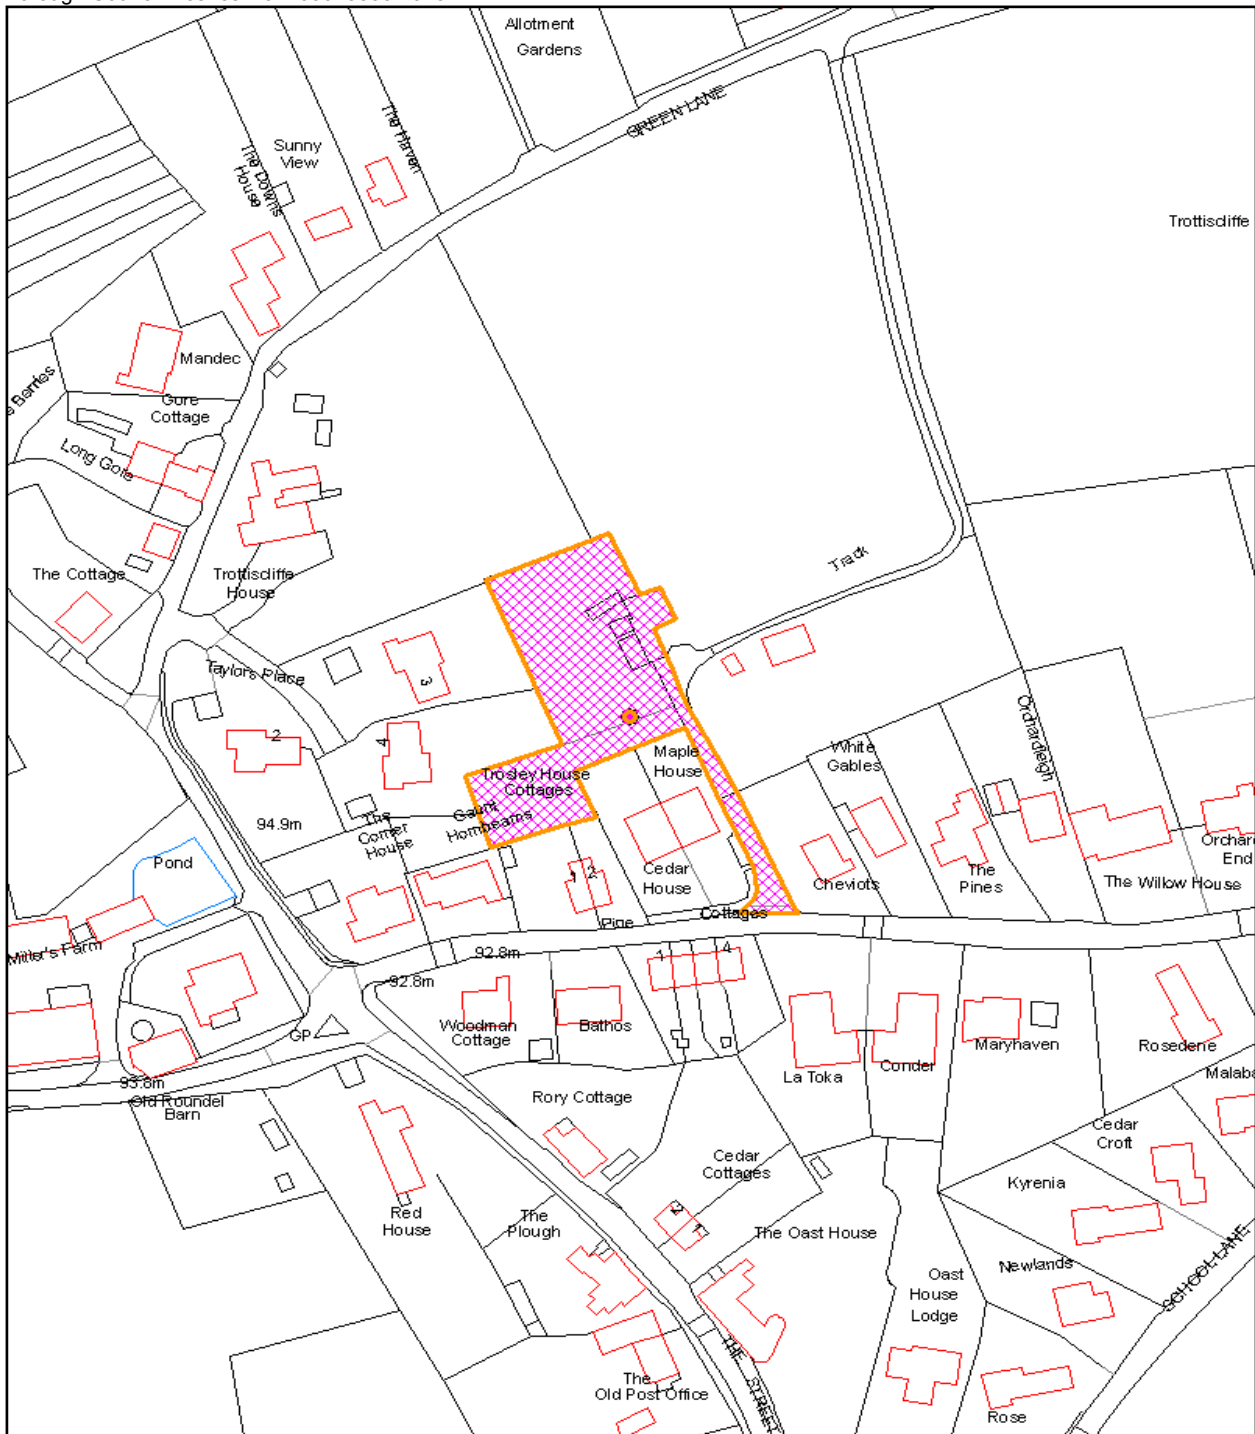 Allotment
Gardens
GREEN LANE
The Haven
Sunny
View
The Downs
House
Trottiscliffe
Mandec
Gore
Cottage
Berries
Long Gore
The Cottage
Trottiscliffe
House
Track
Taylors Place
3
2
4
Orchardleigh
White
Gables
Maple
House
Trosley House
Cottages
Gaunt
Hornbeams
The
Corner
House
94.9m
Pond
1
2
Cedar
House
Cheviots
The
Pines
Orchard
End
The Willow House
Pine
Cottages
Miller's Farm
92.8m
92.8m
1
4
Woodman
Cottage
Bathos
GP
La Toka
Conder
Maryhaven
Rosedene
93.8m
Old Roundel
Barn
Rory Cottage
Cedar
Cottages
Cedar
Croft
Kyrenia
Red
House
The
Plough
2
1
The Oast House
Newlands
SCHOOL LANE
Oast
House
Lodge
THE STREET
The
Old Post Office
Rose